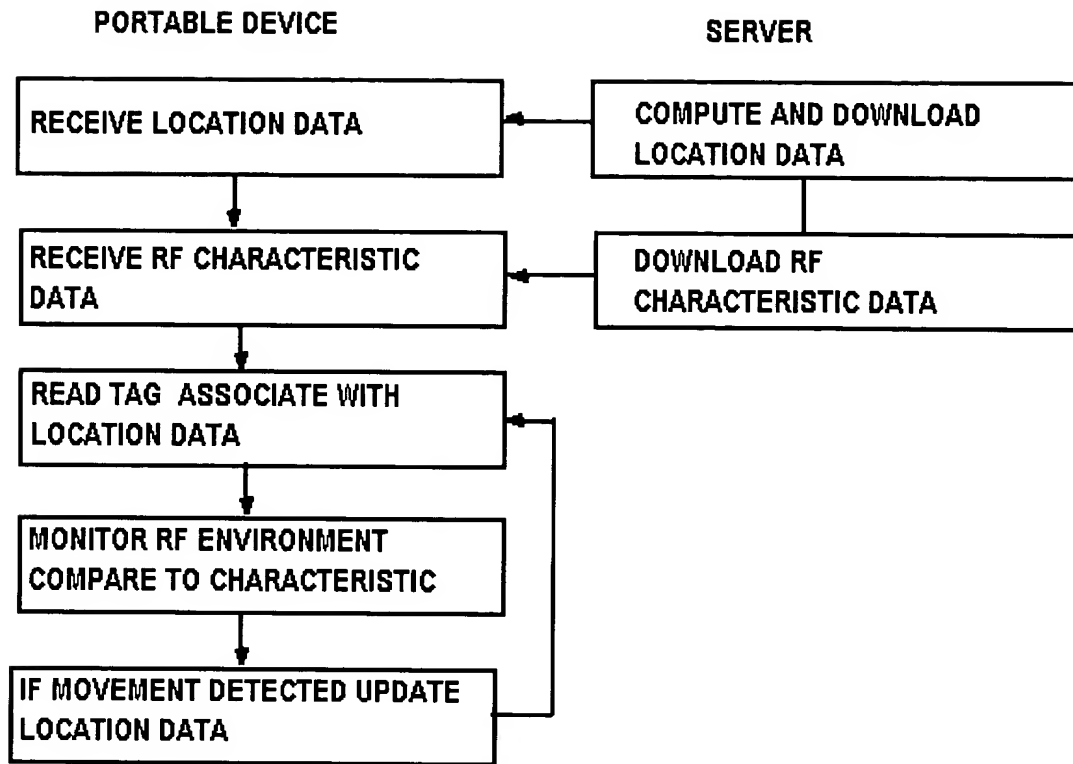 PORTABLE DEVICE
SERVER
RECEIVE LOCATION DATA
COMPUTE AND DOWNLOAD
LOCATION DATA
RECEIVE RF CHARACTERISTIC
DATA
DOWNLOAD RF
CHARACTERISTIC DATA
READ TAG ASSOCIATE WITH
LOCATION DATA
MONITOR RF ENVIRONMENT
COMPARE TO CHARACTERISTIC
IF MOVEMENT DETECTED UPDATE
LOCATION DATA